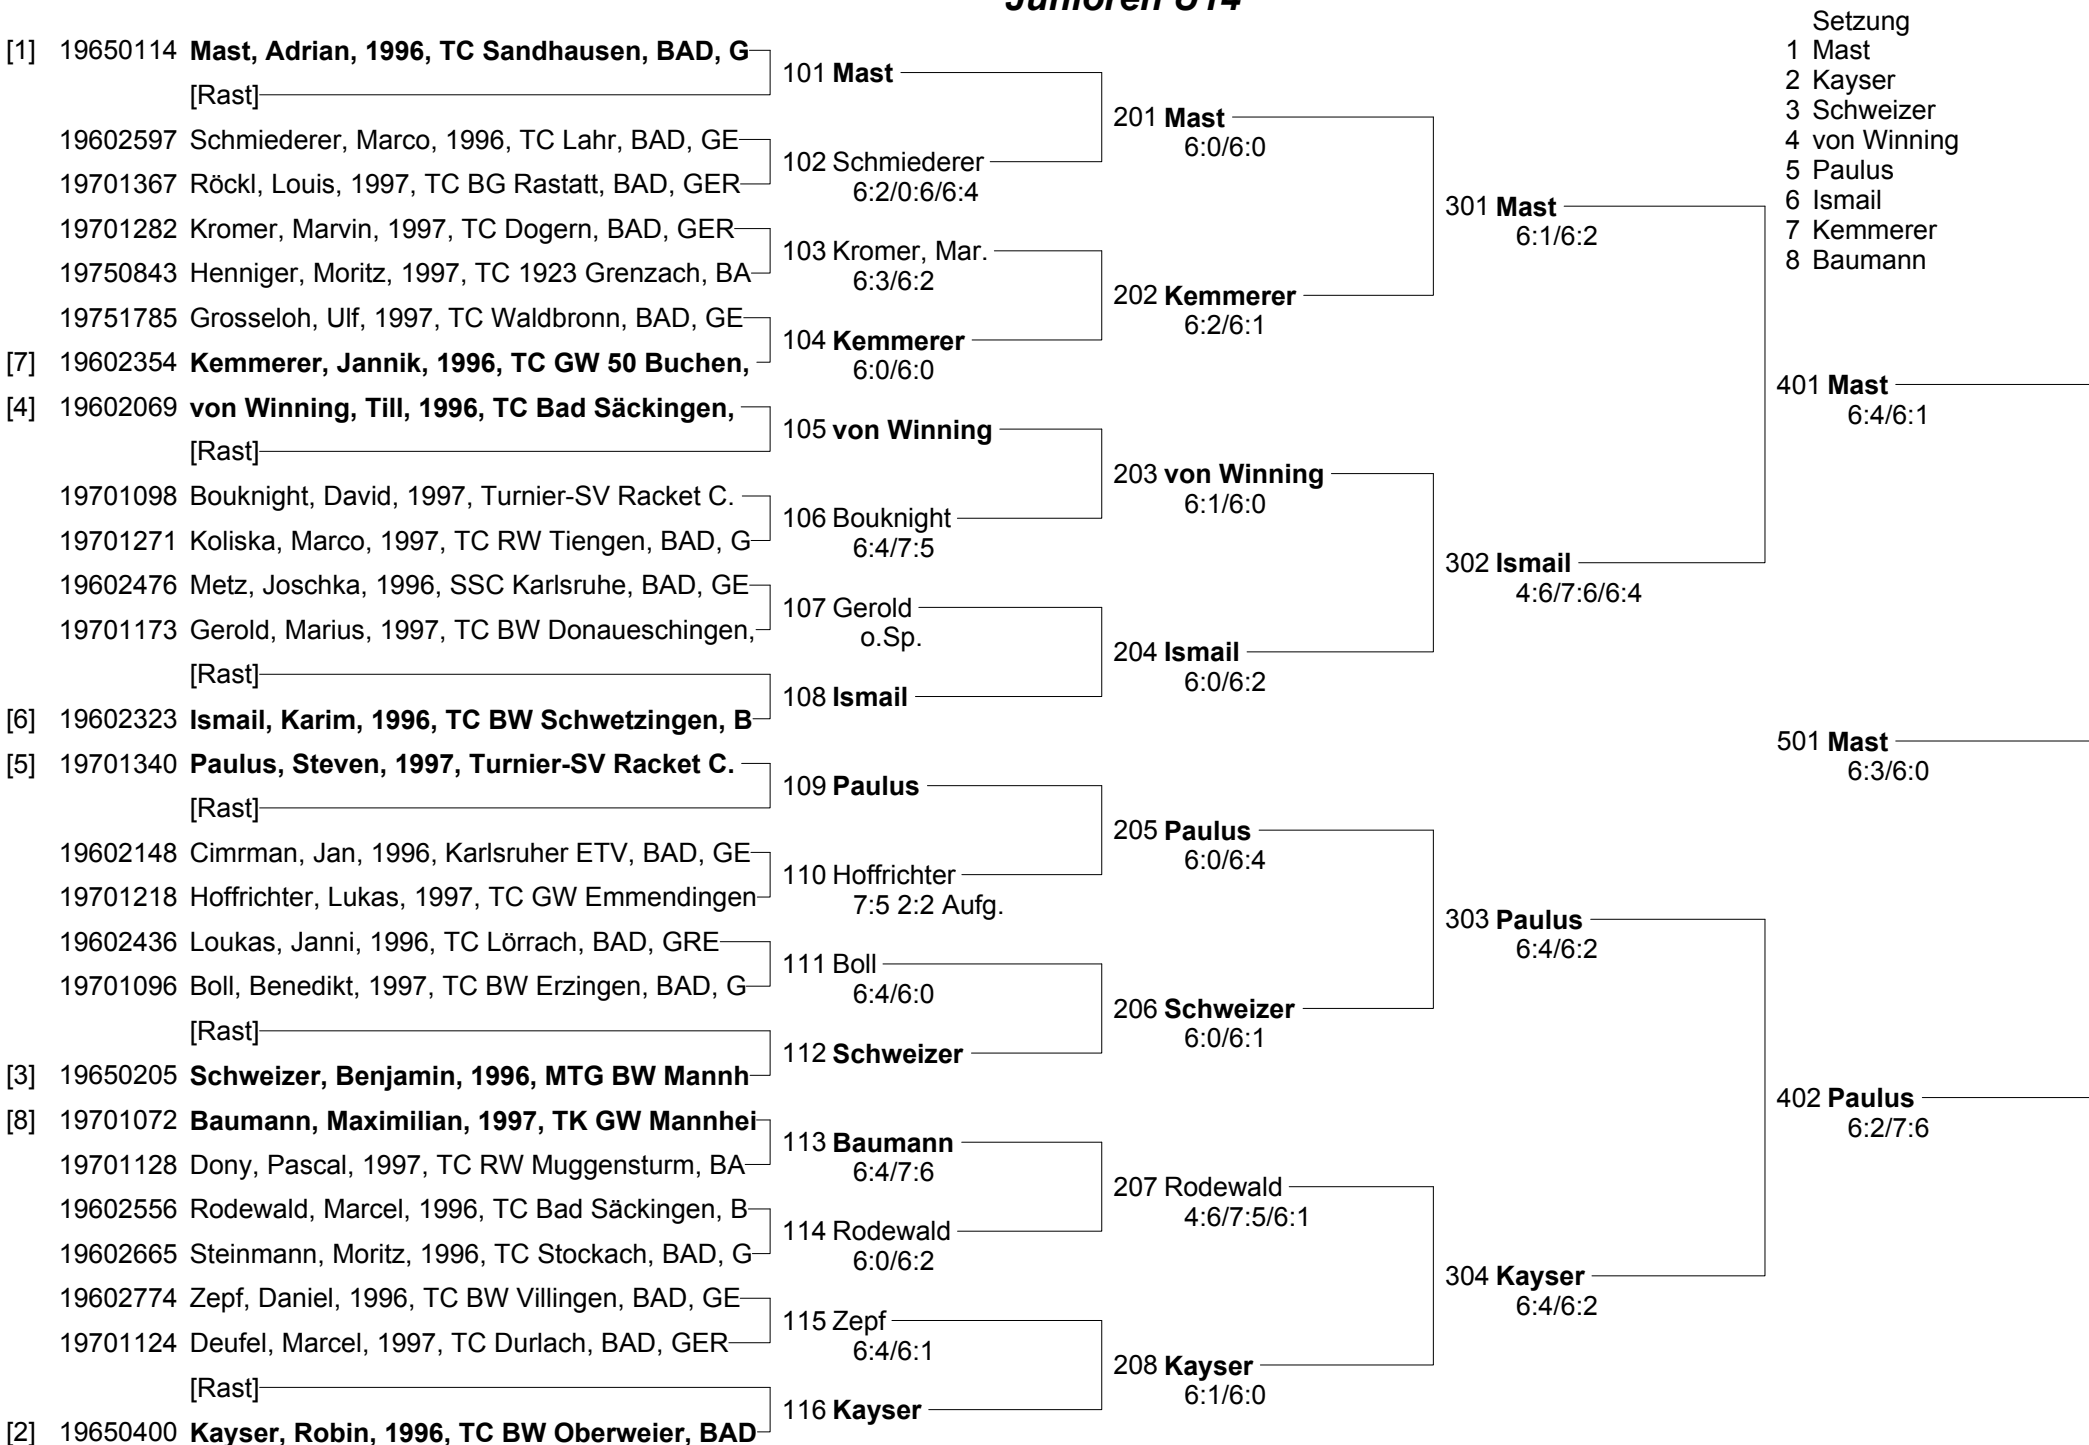 Junioren U14
Setzung
1 Mast
2 Kayser
3 Schweizer
4 von Winning
5 Paulus
6 Ismail
7 Kemmerer
8 Baumann
[1] 19650114 Mast, Adrian, 1996, TC Sandhausen, BAD, G
[Rast]
19602597 Schmiederer, Marco, 1996, TC Lahr, BAD, GE
19701367 Röckl, Louis, 1997, TC BG Rastatt, BAD, GER
19701282 Kromer, Marvin, 1997, TC Dogern, BAD, GER
19750843 Henniger, Moritz, 1997, TC 1923 Grenzach, BA
19751785 Grosseloh, Ulf, 1997, TC Waldbronn, BAD, GE
[7] 19602354 Kemmerer, Jannik, 1996, TC GW 50 Buchen,
[4] 19602069 von Winning, Till, 1996, TC Bad Säckingen,
[Rast]
19701098 Bouknight, David, 1997, Turnier-SV Racket C.
19701271 Koliska, Marco, 1997, TC RW Tiengen, BAD, G
19602476 Metz, Joschka, 1996, SSC Karlsruhe, BAD, GE
19701173 Gerold, Marius, 1997, TC BW Donaueschingen,
[Rast]
[6] 19602323 Ismail, Karim, 1996, TC BW Schwetzingen, B
[5] 19701340 Paulus, Steven, 1997, Turnier-SV Racket C.
[Rast]
19602148 Cimrman, Jan, 1996, Karlsruher ETV, BAD, GE
19701218 Hoffrichter, Lukas, 1997, TC GW Emmendingen
19602436 Loukas, Janni, 1996, TC Lörrach, BAD, GRE
19701096 Boll, Benedikt, 1997, TC BW Erzingen, BAD, G
[Rast]
[3] 19650205 Schweizer, Benjamin, 1996, MTG BW Mannh
[8] 19701072 Baumann, Maximilian, 1997, TK GW Mannhei
19701128 Dony, Pascal, 1997, TC RW Muggensturm, BA
19602556 Rodewald, Marcel, 1996, TC Bad Säckingen, B
19602665 Steinmann, Moritz, 1996, TC Stockach, BAD, G
19602774 Zepf, Daniel, 1996, TC BW Villingen, BAD, GE
19701124 Deufel, Marcel, 1997, TC Durlach, BAD, GER
[Rast]
[2] 19650400 Kayser, Robin, 1996, TC BW Oberweier, BAD
101 Mast
102 Schmiederer
6:2/0:6/6:4
103 Kromer, Mar.
6:3/6:2
104 Kemmerer
6:0/6:0
105 von Winning
106 Bouknight
6:4/7:5
107 Gerold
o.Sp.
108 Ismail
109 Paulus
110 Hoffrichter
7:5 2:2 Aufg.
111 Boll
6:4/6:0
112 Schweizer
113 Baumann
6:4/7:6
114 Rodewald
6:0/6:2
115 Zepf
6:4/6:1
116 Kayser
201 Mast
6:0/6:0
202 Kemmerer
6:2/6:1
203 von Winning
6:1/6:0
204 Ismail
6:0/6:2
205 Paulus
6:0/6:4
206 Schweizer
6:0/6:1
207 Rodewald
4:6/7:5/6:1
208 Kayser
6:1/6:0
301 Mast
6:1/6:2
302 Ismail
4:6/7:6/6:4
303 Paulus
6:4/6:2
304 Kayser
6:4/6:2
401 Mast
6:4/6:1
501 Mast
6:3/6:0
402 Paulus
6:2/7:6